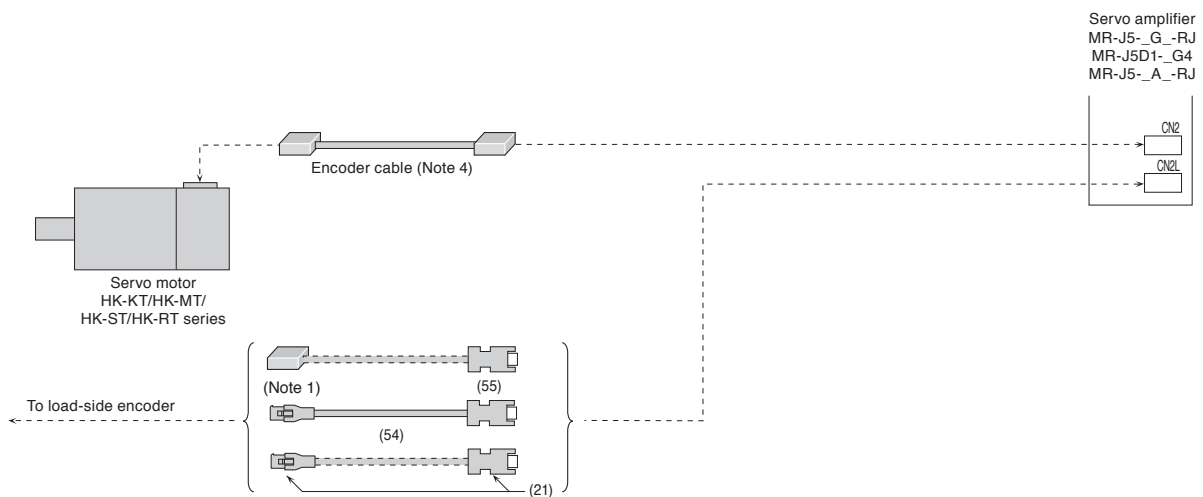 Servo amplifier
MR-J5-_G_-RJ
MR-J5D1-_G4
MR-J5-_A_-RJ
CN2
Encoder cable (Note 4)
CN2L
Servo motor
HK-KT/HK-MT/
HK-ST/HK-RT series
(Note 1)
(55)
To load-side encoder
(54)
(21)